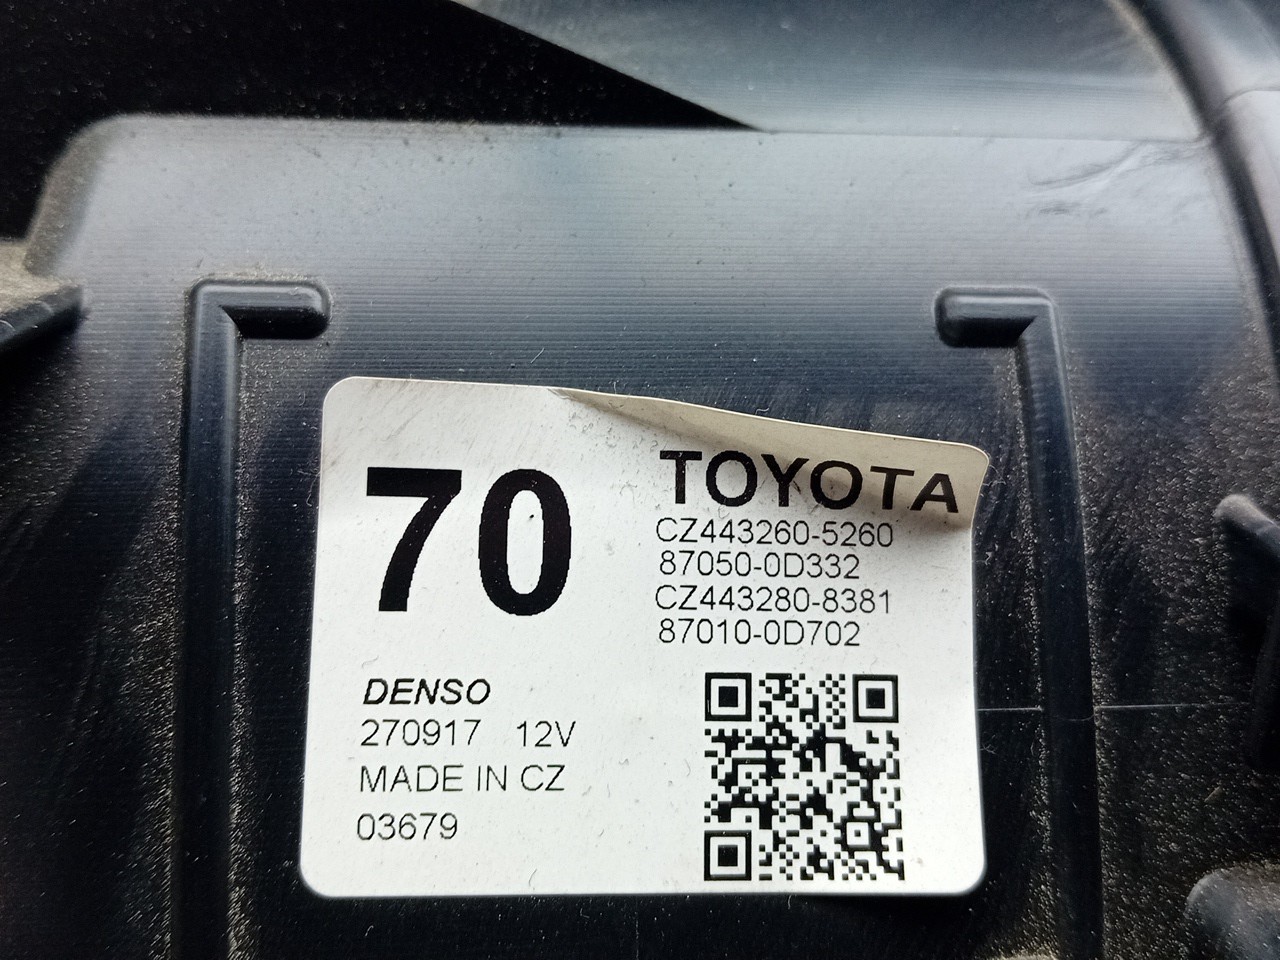 70
TOYOTA
CZ443260-5260
87050-0D332
CZ443280-8381
87010-0D702
DENSO
270917 12V
MADE IN CZ
03679